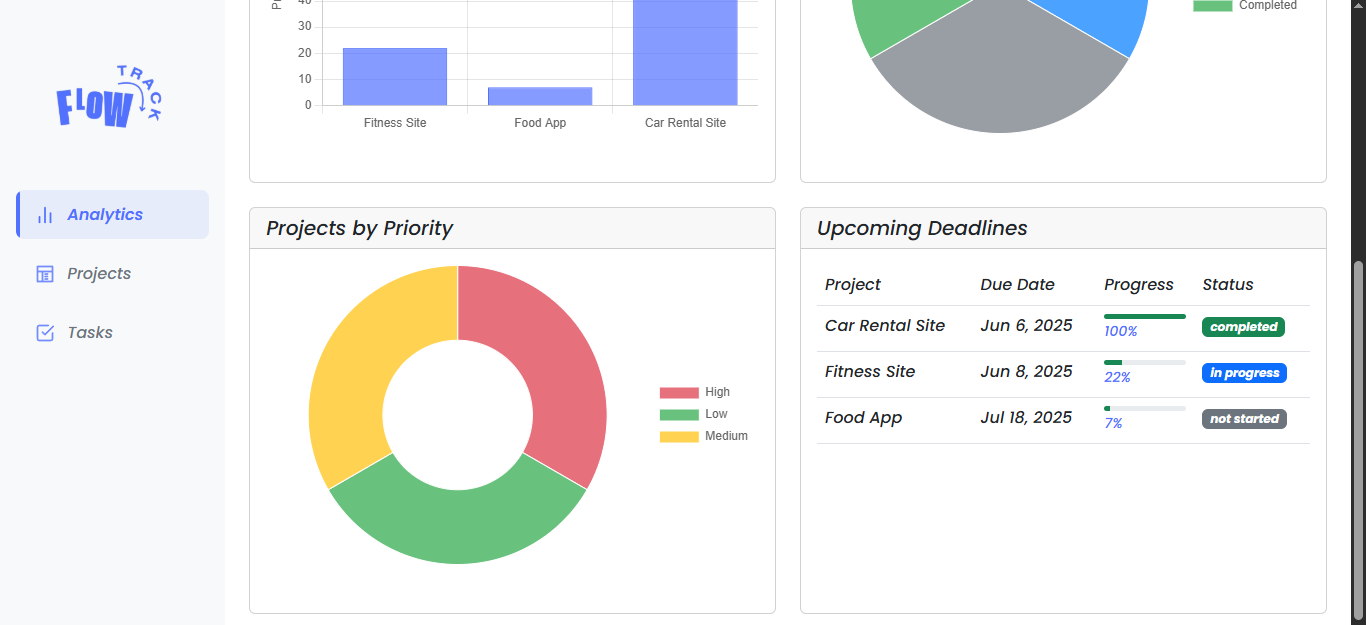 FLOW TRACK
Analytics
Projects
Tasks
40
30
20
10
0
Fitness Site
Food App
Car Rental Site
Completed
Projects by Priority
High
Low
Medium
Upcoming Deadlines
Project Due Date Progress Status
Car Rental Site Jun 6, 2025 100% completed
Fitness Site Jun 8, 2025 22% in progress
Food App Jul 18, 2025 7% not started